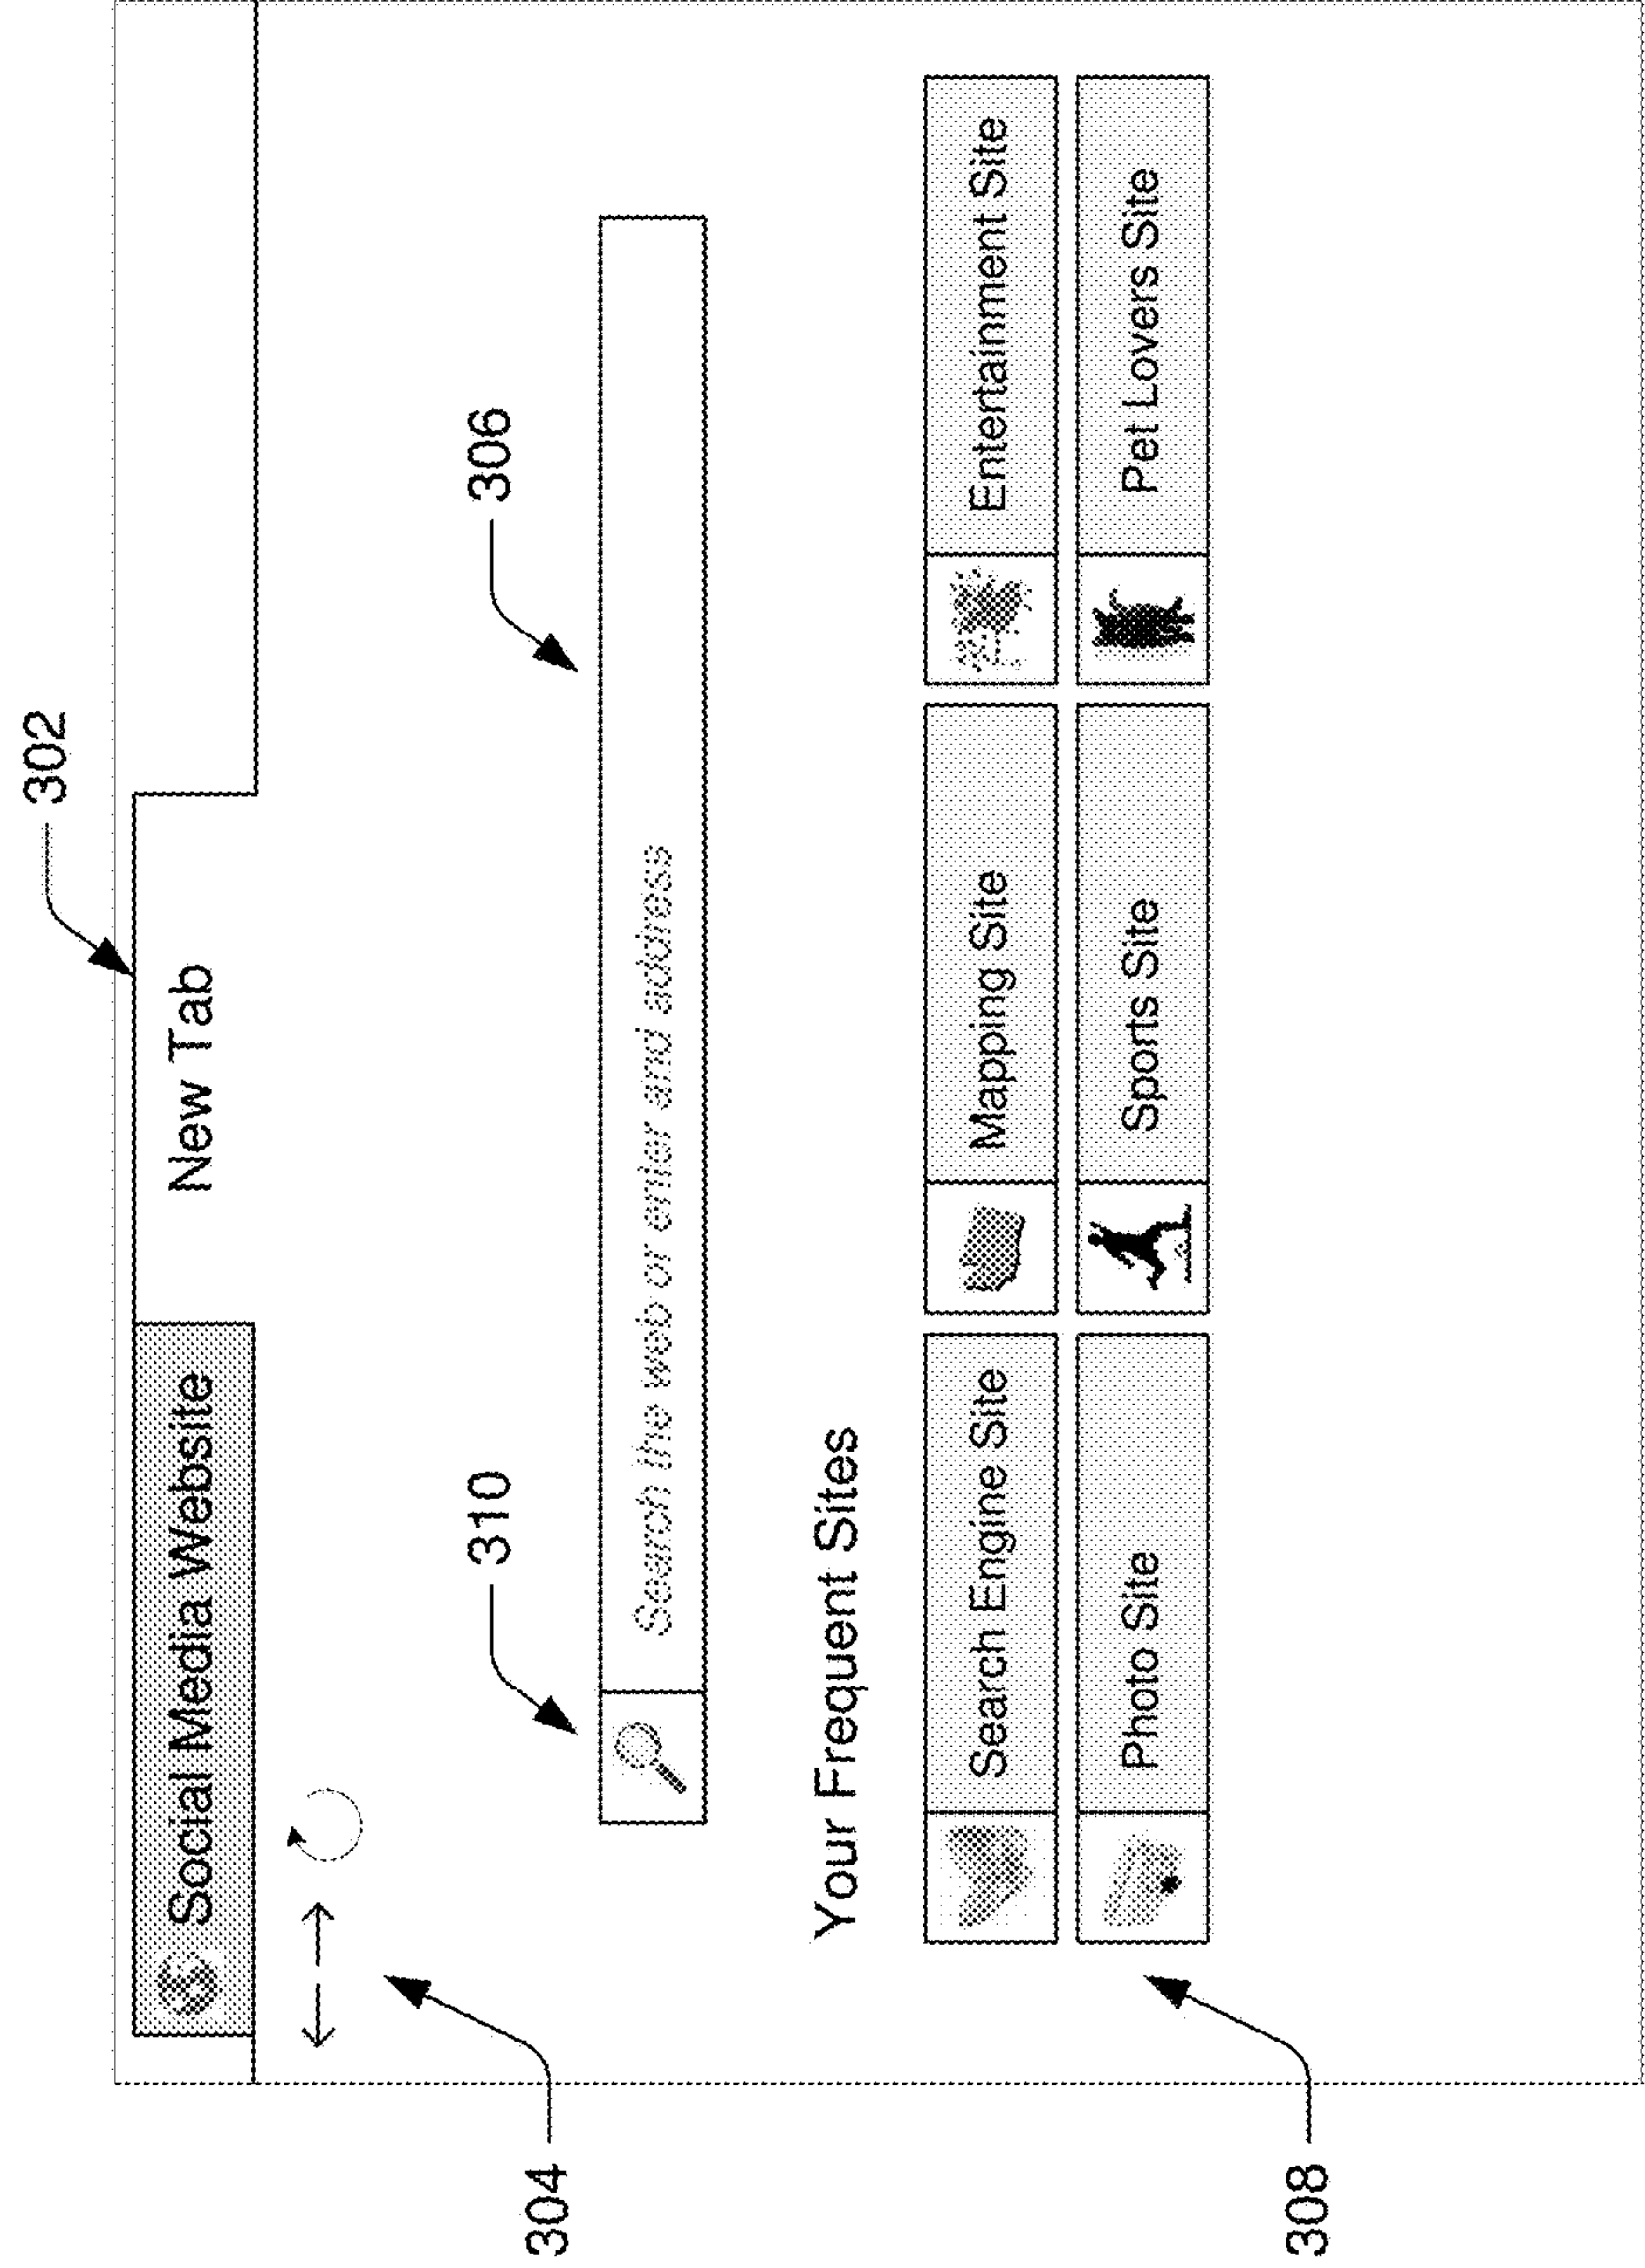 302
Social Media Website
New Tab
304
310
306
Search the web or enter and address
Your Frequent Sites
Search Engine Site
Mapping Site
Entertainment Site
308
Photo Site
Sports Site
Pet Lovers Site